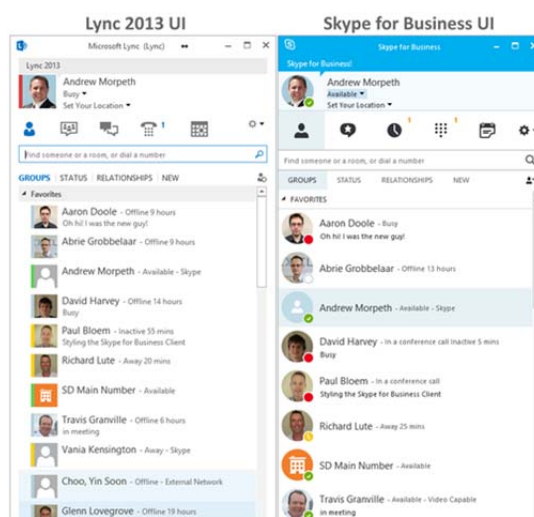 Lync 2013 UI
Microsoft Lync (Lync)
Lync 2013
Andrew Morpeth
Busy
Set Your Location
1
Find someone or a room, or dial a number
GROUPS STATUS RELATIONSHIPS NEW
Favorites
Aaron Doole - Offline 9 hours
Oh hi! I was the new guy!
Abrie Grobbelaar - Offline 9 hours
Andrew Morpeth - Available - Skype
David Harvey - Offline 14 hours
Busy
Paul Bloem - Inactive 55 mins
Styling the Skype for Business Client
Richard Lute - Away 20 mins
SD Main Number - Available
Travis Granville - Offline 6 hours
in meeting
Vania Kensington - Away - Skype
Choo, Yin Soon - Offline - External Network
Glenn Lovegrove - Offline 19 hours
Skype for Business UI
Skype for Business
Skype for Business!
Andrew Morpeth
Available
Set Your Location
1 1
Find someone or a room, or dial a number
GROUPS STATUS RELATIONSHIPS NEW
FAVORITES
Aaron Doole - Busy
Oh hi! I was the new guy!
Abrie Grobbelaar - Offline 13 hours
Andrew Morpeth - Available - Skype
David Harvey - In a conference call Inactive 5 mins
Busy
Paul Bloem - In a conference call
Styling the Skype for Business Client
Richard Lute - Away 25 mins
SD Main Number - Available
Travis Granville - Available - Video Capable
in meeting